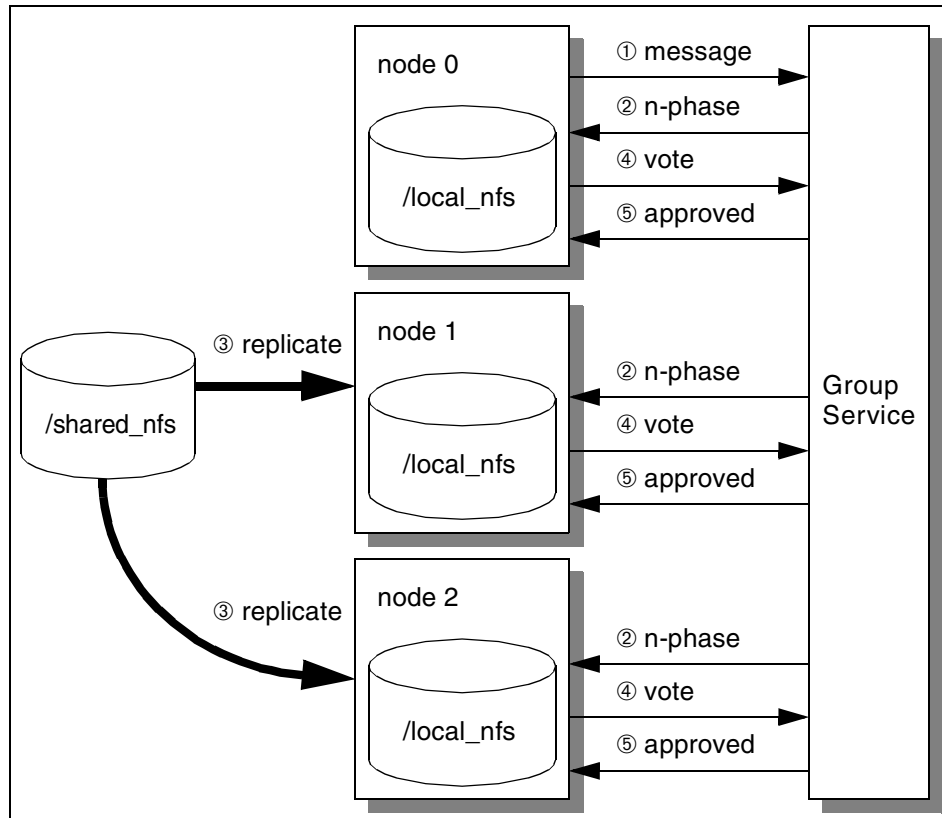 node 0
① message
② n-phase
④ vote
⑤ approved
/local_nfs
③ replicate
node 1
② n-phase
④ vote
⑤ approved
/local_nfs
/shared_nfs
Group
Service
③ replicate
node 2
② n-phase
④ vote
⑤ approved
/local_nfs